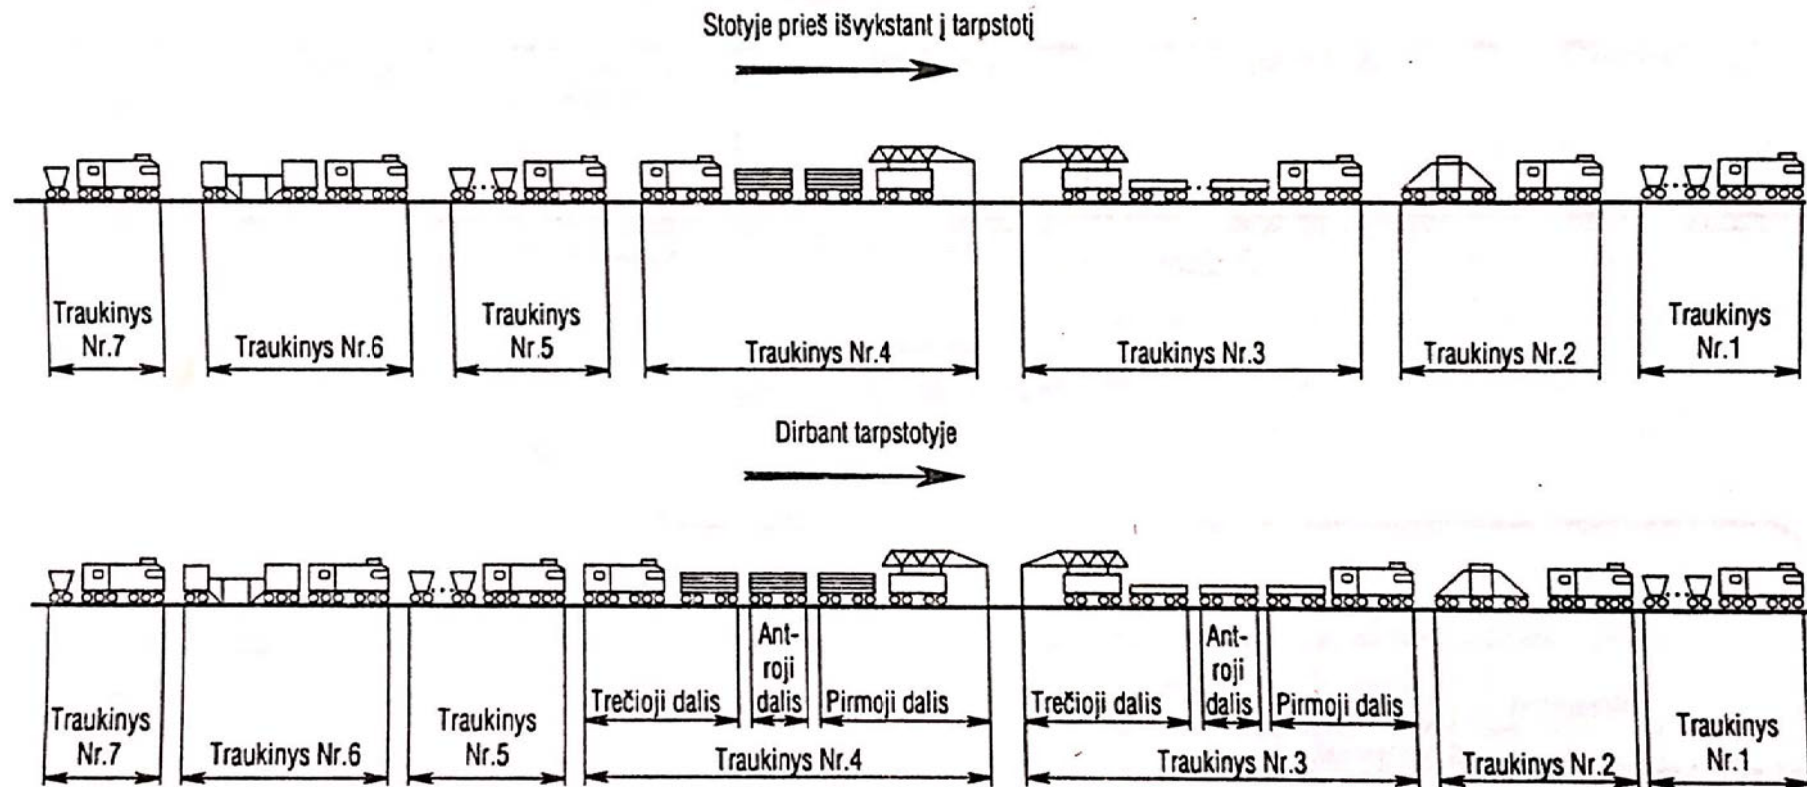 Stotyje prieš išvykstant į tarpstotį
Traukinys
Nr.7
Traukinys Nr.6
Traukinys
Nr.5
Traukinys Nr.4
Traukinys Nr.3
Traukinys Nr.2
Traukinys
Nr.1
Dirbant tarpstotyje
Traukinys
Nr.7
Traukinys Nr.6
Traukinys
Nr.5
Trečioji dalis
Ant-
roji
dalis
Pirmoji dalis
Traukinys Nr.4
Trečioji dalis
Ant-
roji
dalis
Pirmoji dalis
Traukinys Nr.3
Traukinys Nr.2
Traukinys
Nr.1